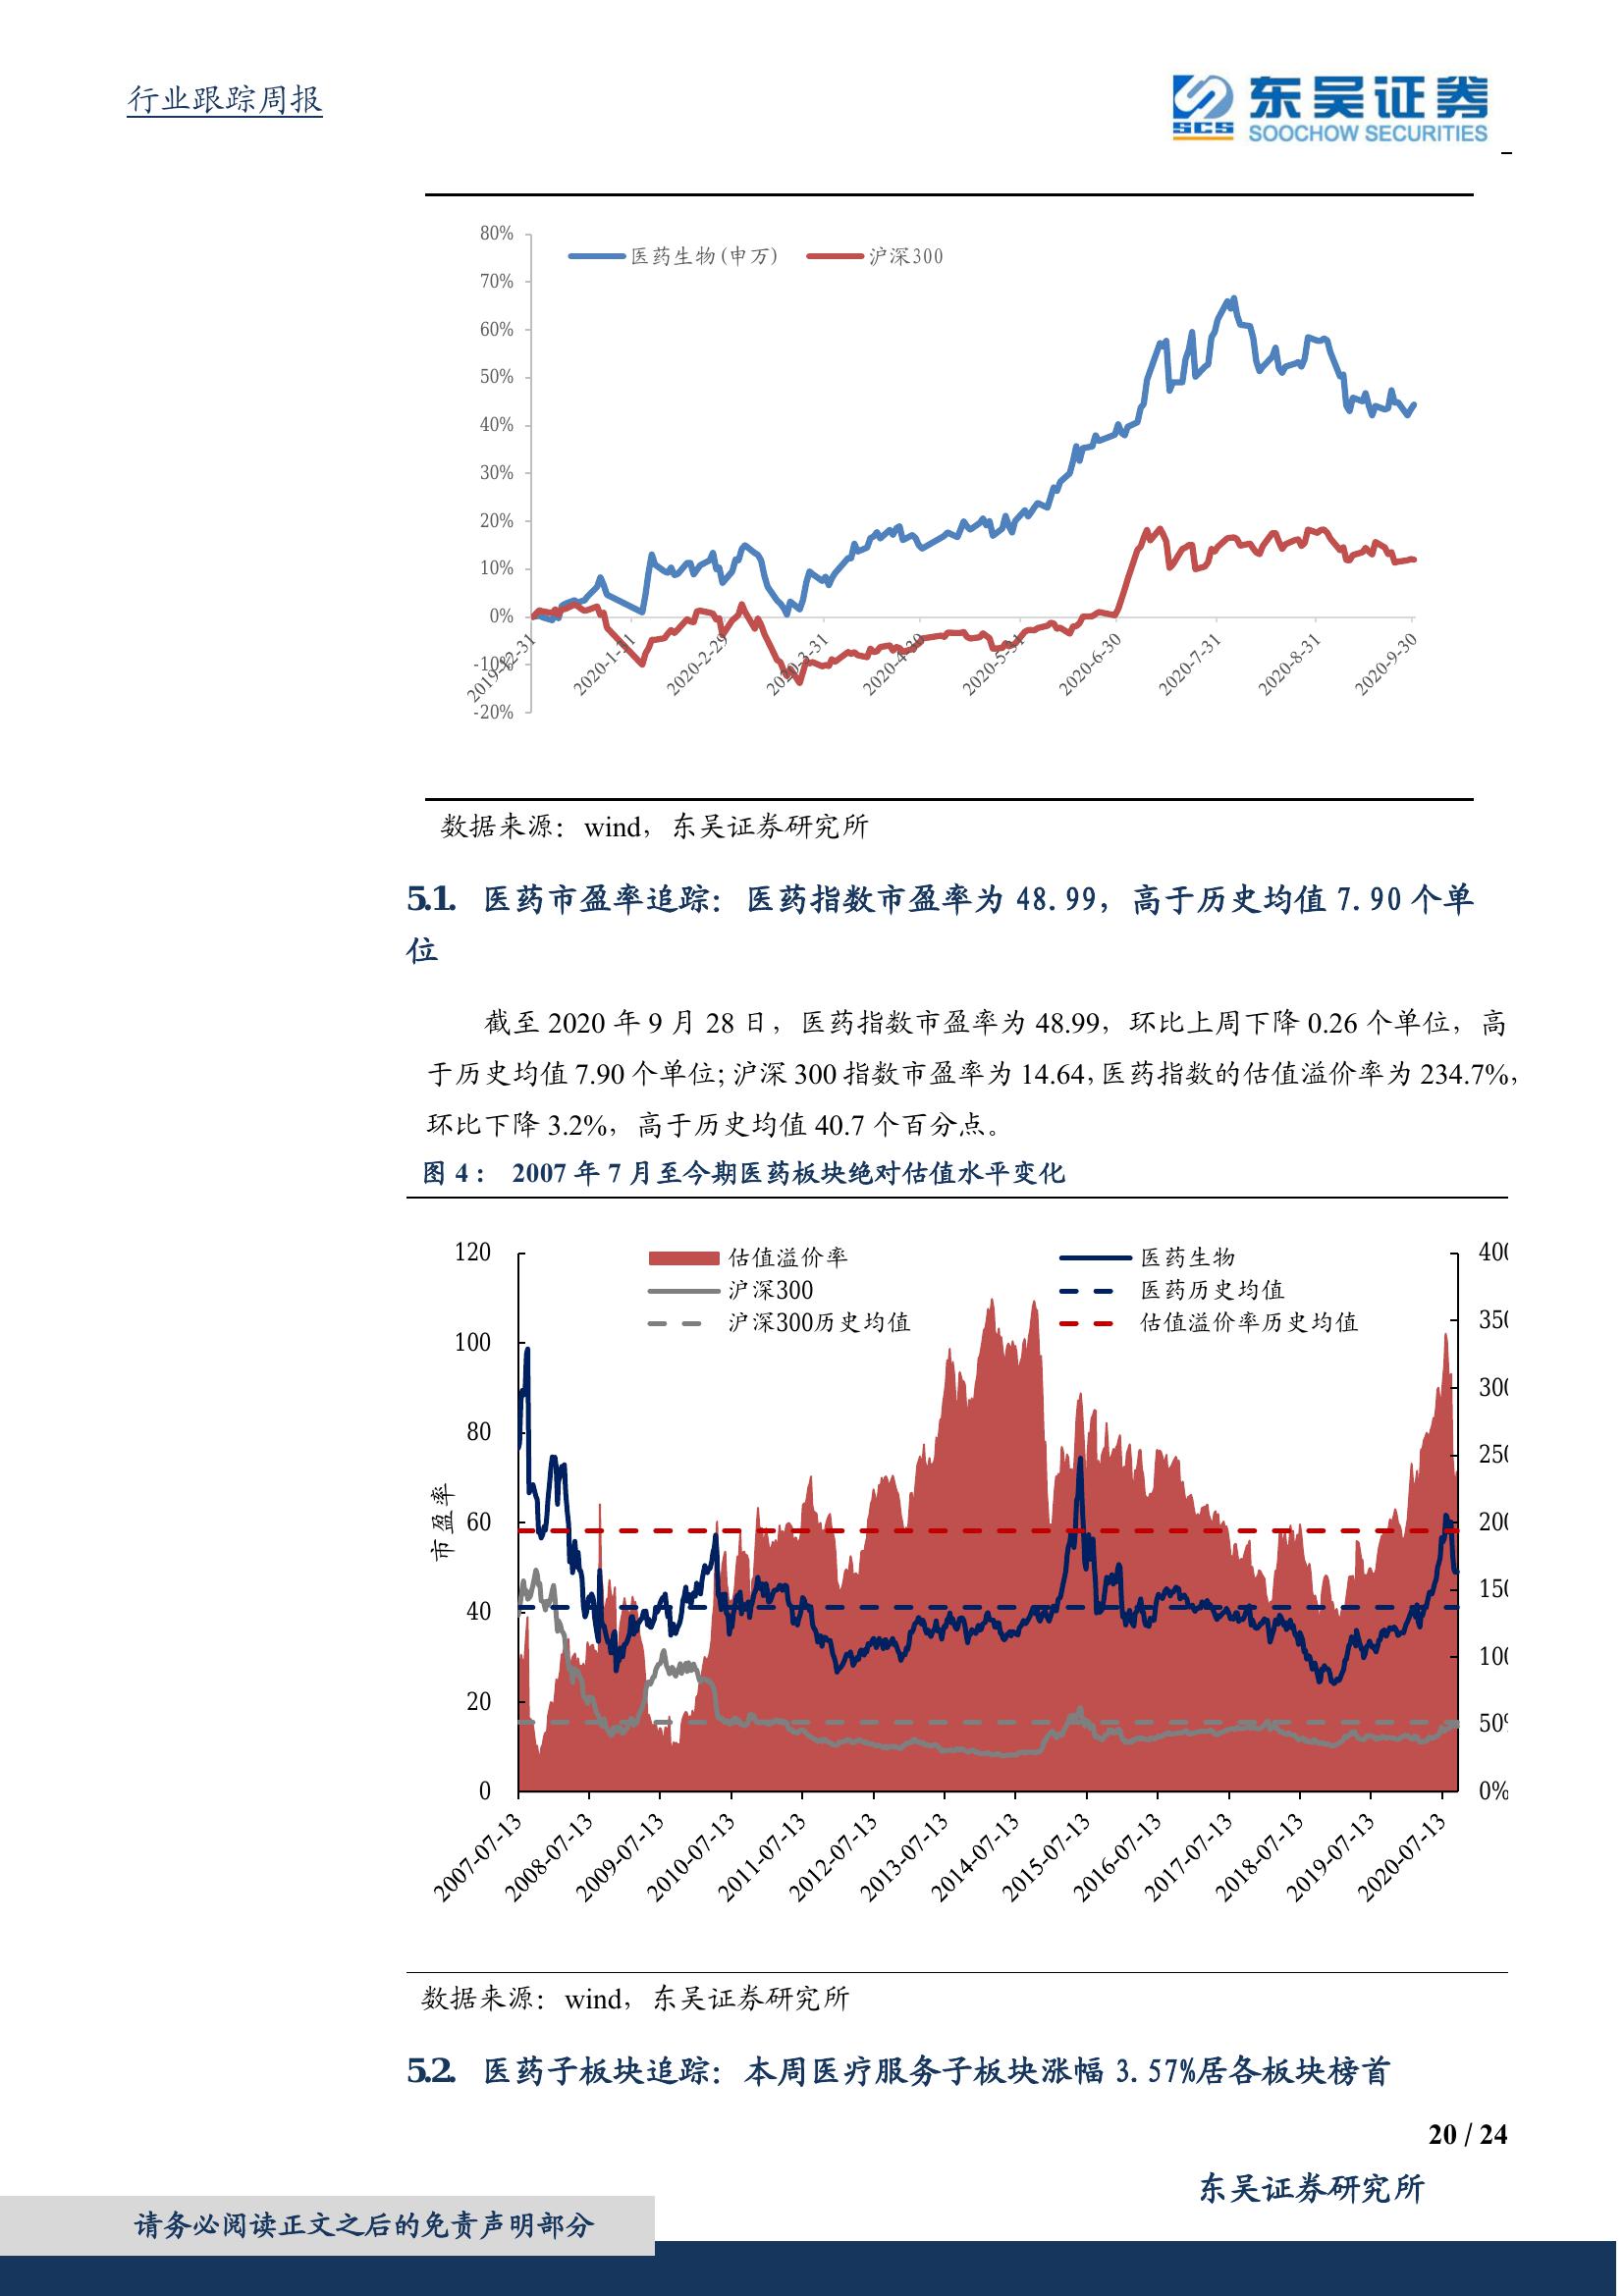 行业跟踪周报
东吴证券
SCS
SOOCHOW SECURITIES
80%
70%
60%
50%
40%
30%
20%
10%
0%
-10%
-20%
医药生物(申万)
沪深300
2019-12-31
2020-1-31
2020-2-29
2020-3-31
2020-4-30
2020-5-31
2020-6-30
2020-7-31
2020-8-31
2020-9-30
数据来源：wind，东吴证券研究所
5.1. 医药市盈率追踪：医药指数市盈率为 48.99，高于历史均值 7.90 个单
位
截至 2020 年 9 月 28 日，医药指数市盈率为 48.99，环比上周下降 0.26 个单位，高
于历史均值 7.90 个单位；沪深 300 指数市盈率为 14.64，医药指数的估值溢价率为 234.7%，
环比下降 3.2%，高于历史均值 40.7 个百分点。
图 4： 2007 年 7 月至今期医药板块绝对估值水平变化
市盈率
120
100
80
60
40
20
0
估值溢价率
医药生物
沪深300
医药历史均值
沪深300历史均值
估值溢价率历史均值
50%
0%
2007-07-13
2008-07-13
2009-07-13
2010-07-13
2011-07-13
2012-07-13
2013-07-13
2014-07-13
2015-07-13
2016-07-13
2017-07-13
2018-07-13
2019-07-13
2020-07-13
数据来源：wind，东吴证券研究所
5.2. 医药子板块追踪：本周医疗服务子板块涨幅 3.57%居各板块榜首
20 / 24
东吴证券研究所
请务必阅读正文之后的免责声明部分